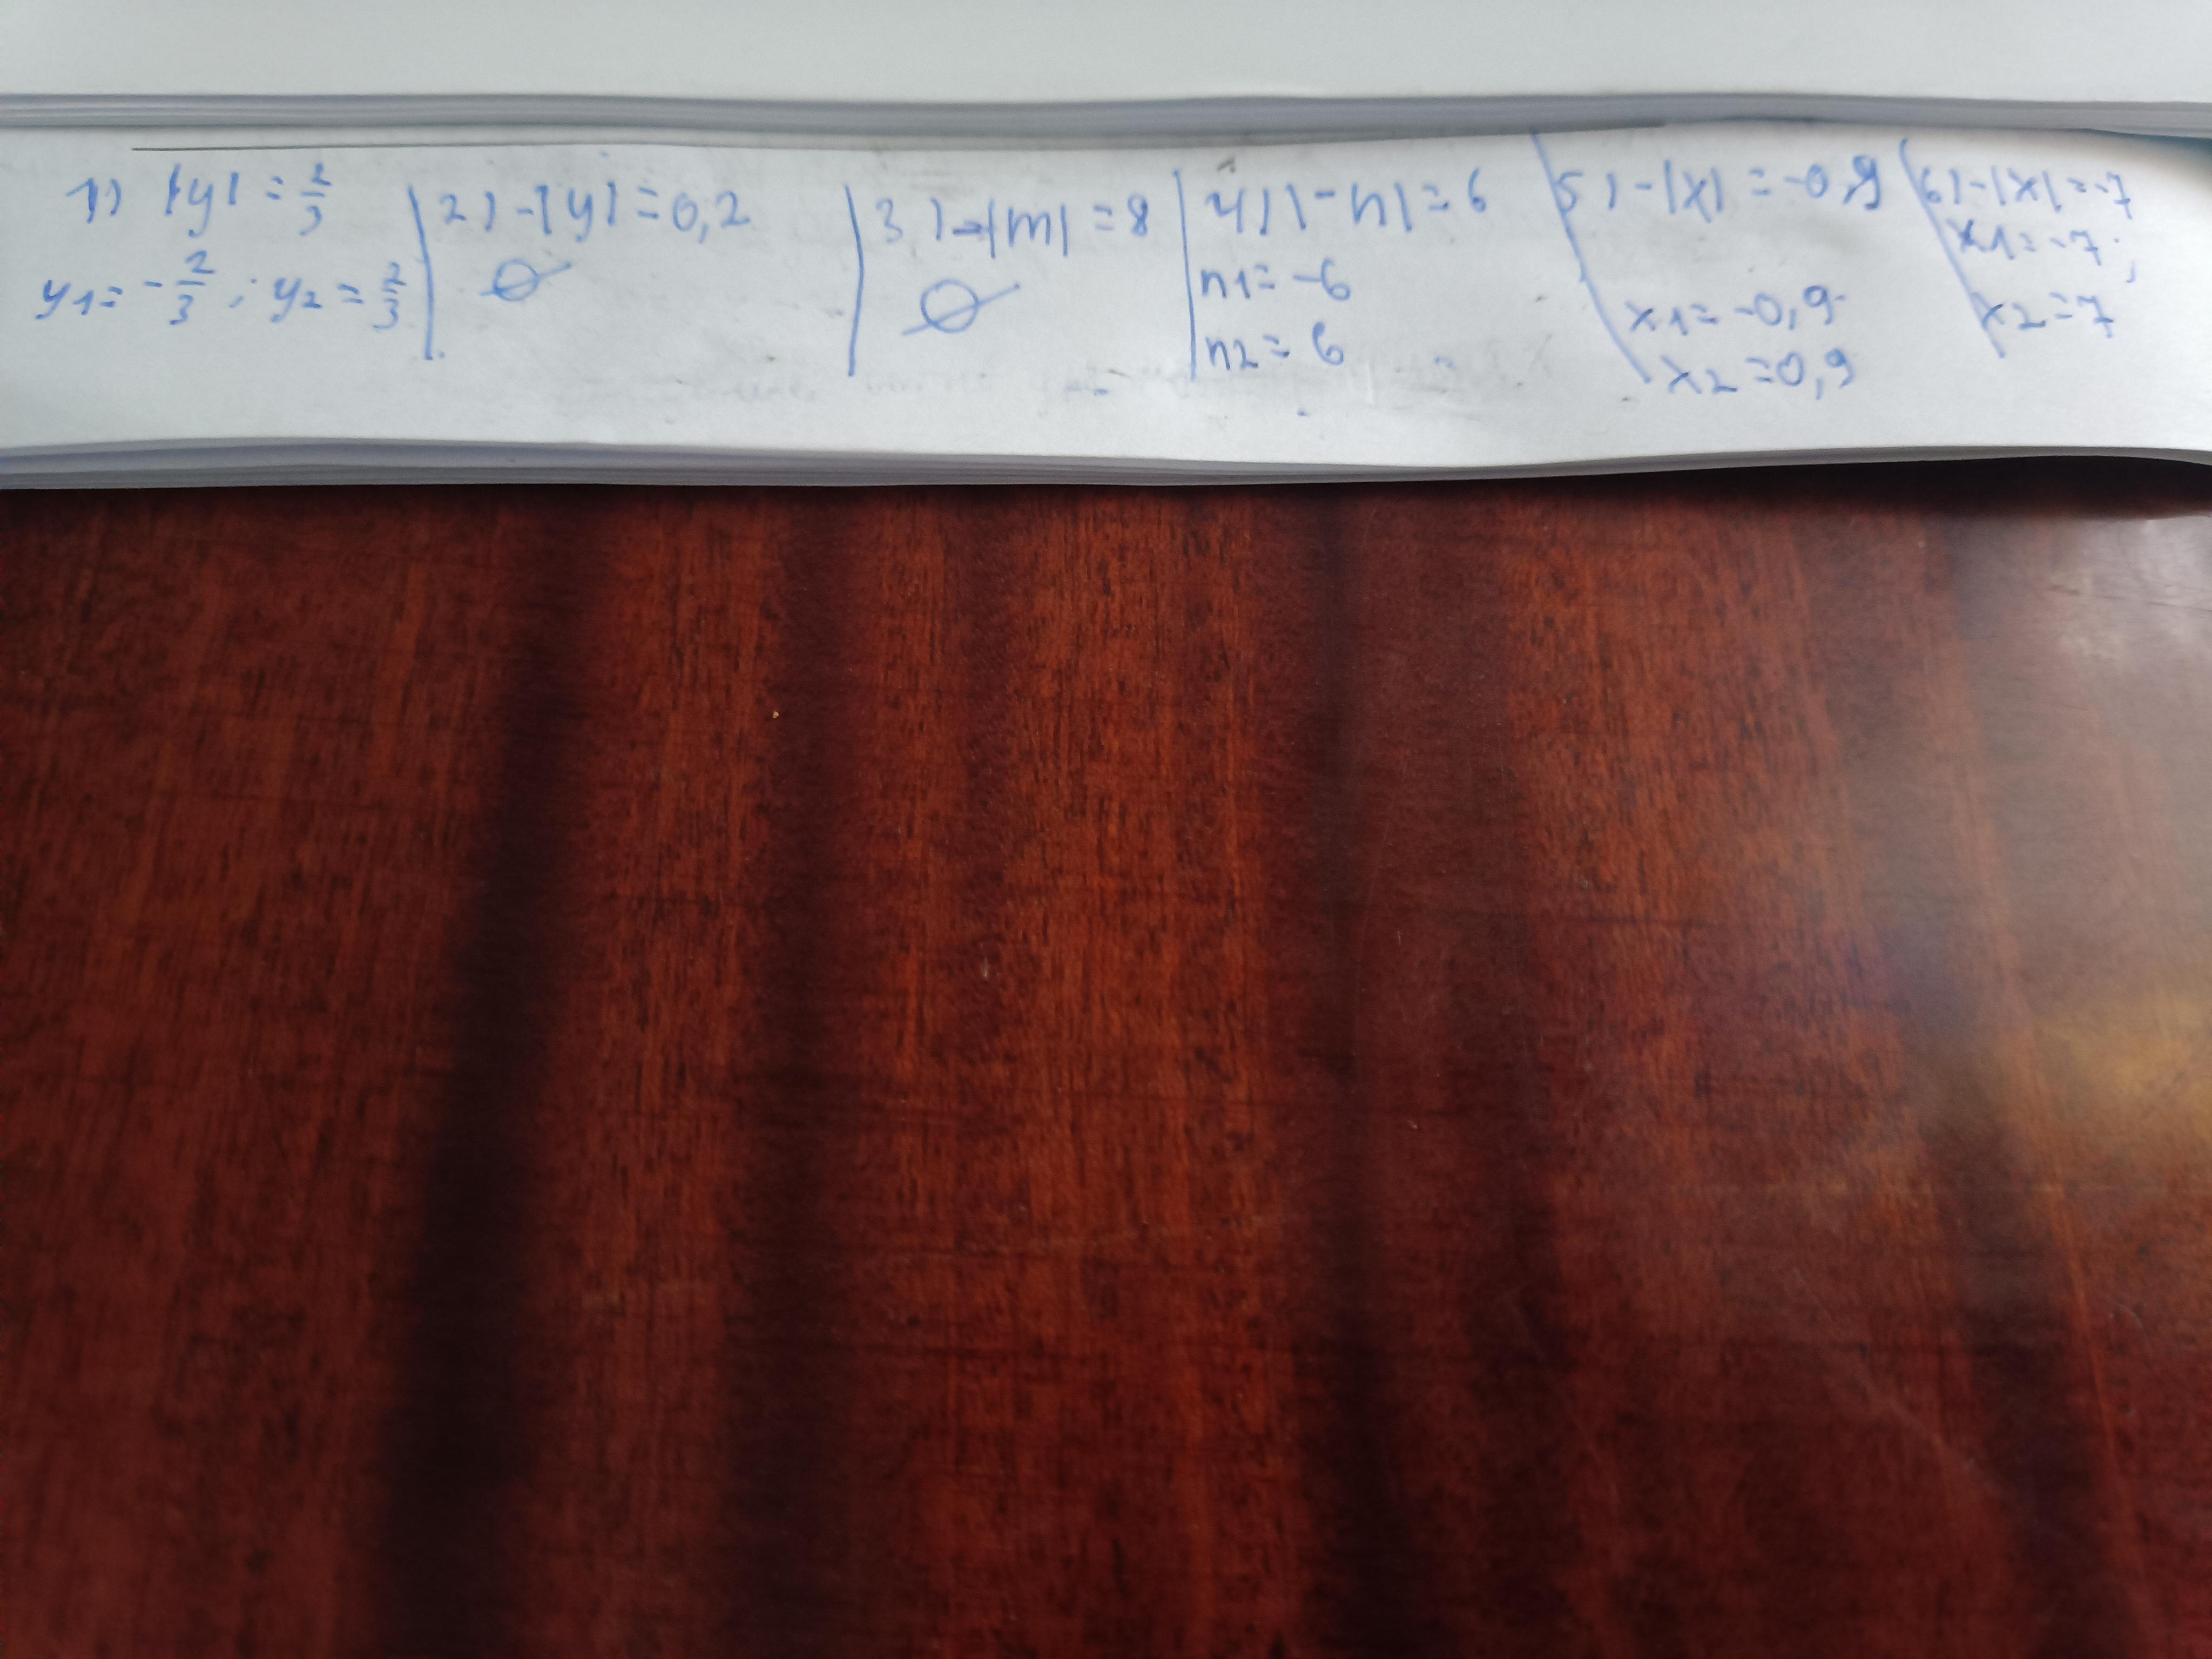 1) |y| = 2/3
y1 = -2/3 ; y2 = 2/3
2) -|y| = 0,2
∅
3) -|m| = 8
∅
4) |-n| = 6
n1 = -6
n2 = 6
5) -|x| = -0,9
x1 = -0,9
x2 = 0,9
6) -|x| = -7
x1 = -7 ;
x2 = 7